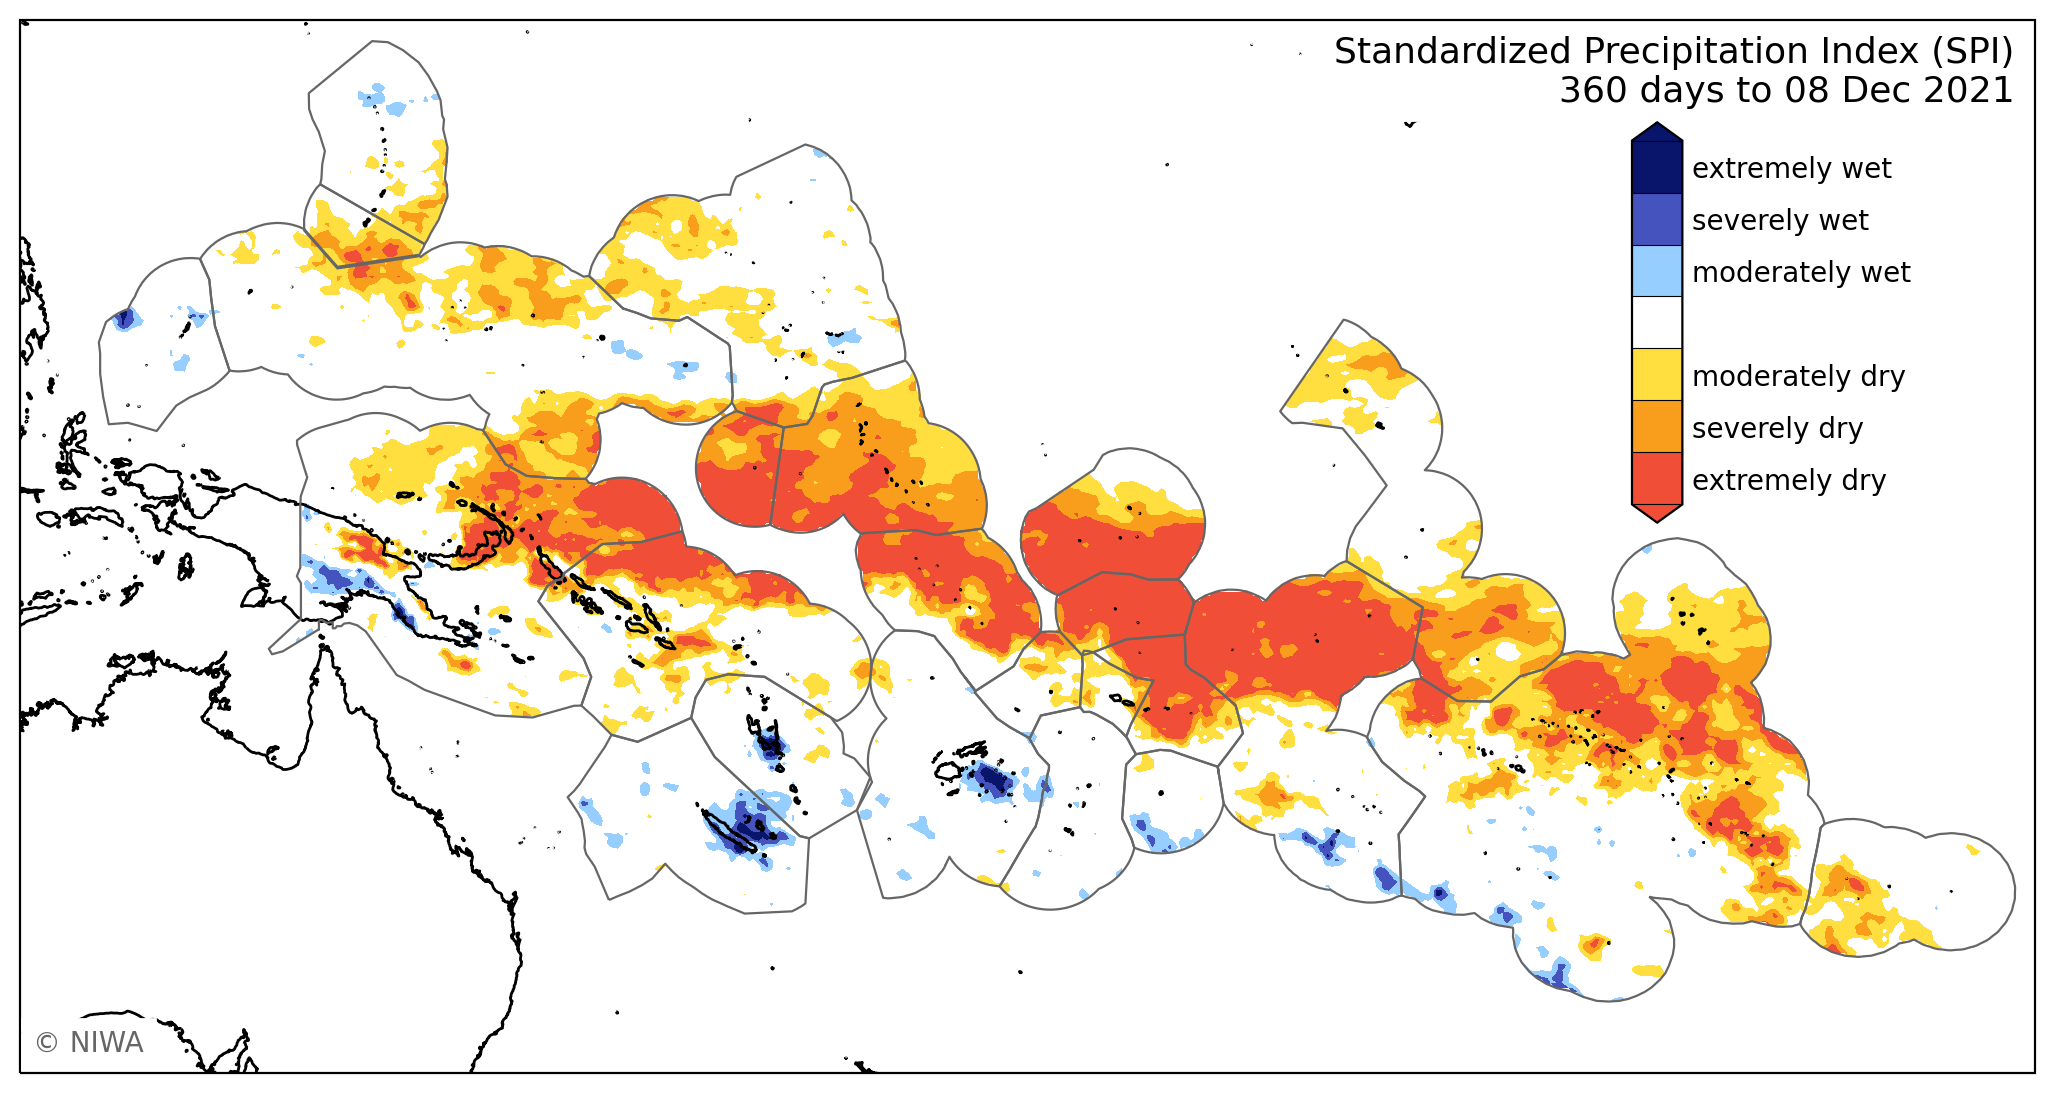 Standardized Precipitation Index (SPI)
360 days to 08 Dec 2021
extremely wet
severely wet
moderately wet
moderately dry
severely dry
extremely dry
© NIWA